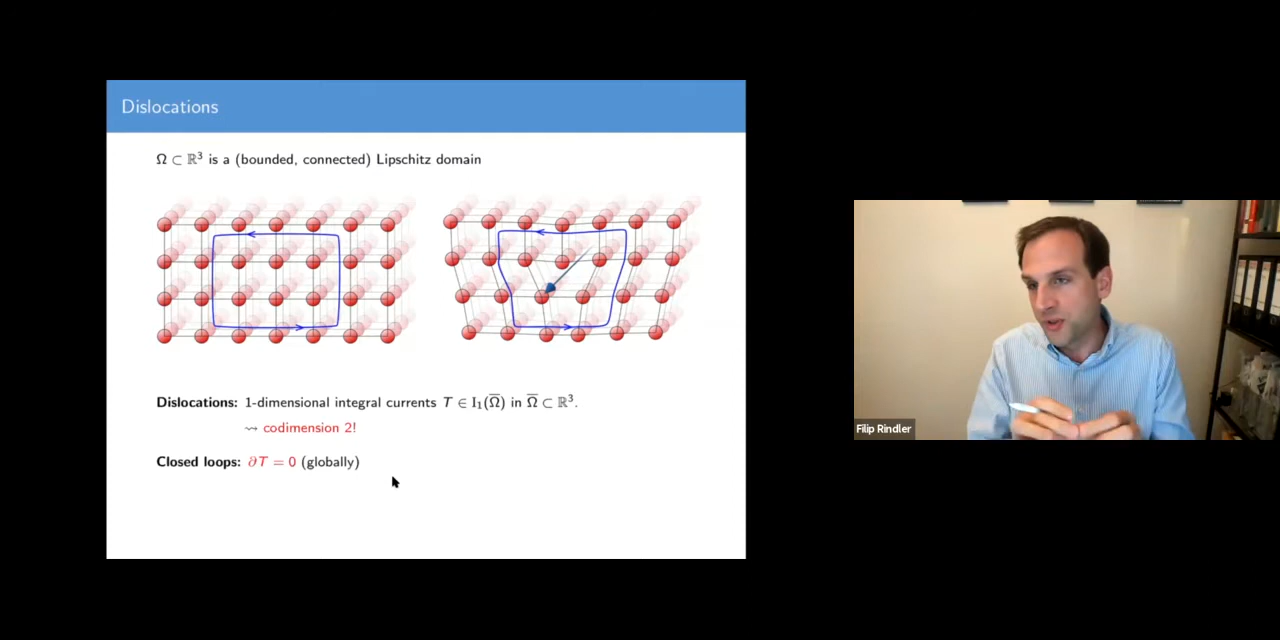 Dislocations
Ω ⊂ ℝ³ is a (bounded, connected) Lipschitz domain
Dislocations: 1-dimensional integral currents T ∈ I₁(Ω̅) in Ω̅ ⊂ ℝ³.
⇝ codimension 2!
Closed loops: ∂T = 0 (globally)
Filip Rindler